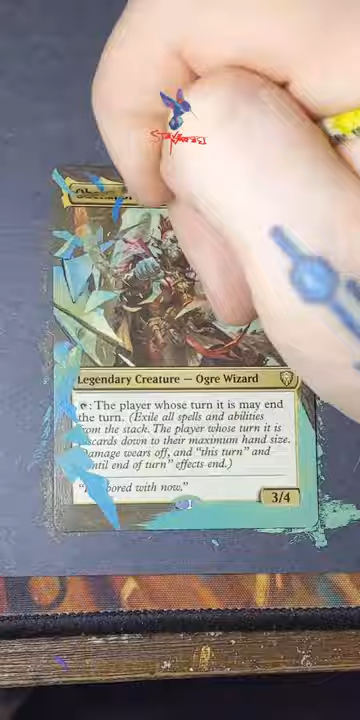 Legendary Creature — Ogre Wizard
: The player whose turn it is may end
the turn. (Exile all spells and abilities
from the stack. The player whose turn it is
discards down to their maximum hand size.
Damage wears off, and "this turn" and
"until end of turn" effects end.)
bored with now."
3/4